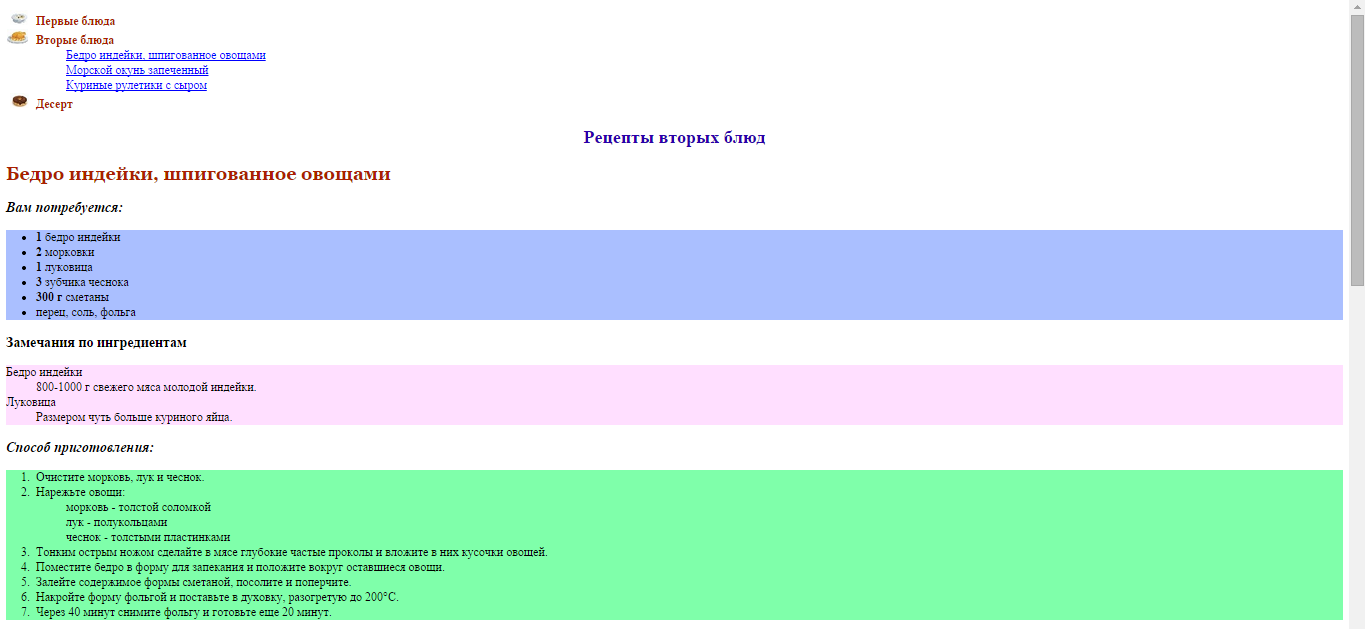 Первые блюда
Вторые блюда
Бедро индейки, шпигованное овощами
Морской окунь запеченный
Куриные рулетики с сыром
Десерт
Рецепты вторых блюд
Бедро индейки, шпигованное овощами
Вам потребуется:
• 1 бедро индейки
• 2 морковки
• 1 луковица
• 3 зубчика чеснока
• 300 г сметаны
• перец, соль, фольга
Замечания по ингредиентам
Бедро индейки
800-1000 г свежего мяса молодой индейки.
Луковица
Размером чуть больше куриного яйца.
Способ приготовления:
1. Очистите морковь, лук и чеснок.
2. Нарежьте овощи:
морковь - толстой соломкой
лук - полукольцами
чеснок - толстыми пластинками
3. Тонким острым ножом сделайте в мясе глубокие частые проколы и вложите в них кусочки овощей.
4. Поместите бедро в форму для запекания и положите вокруг оставшиеся овощи.
5. Залейте содержимое формы сметаной, посолите и поперчите.
6. Накройте форму фольгой и поставьте в духовку, разогретую до 200°C.
7. Через 40 минут снимите фольгу и готовьте еще 20 минут.